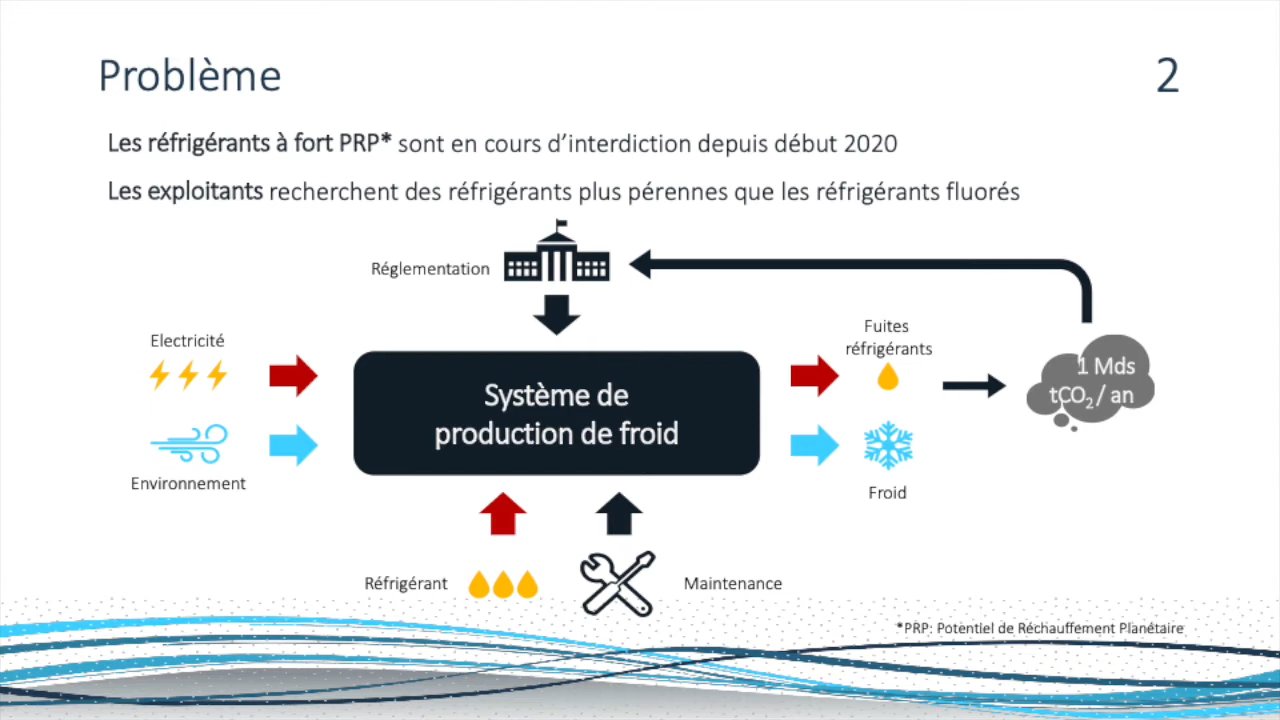 Problème
2
Les réfrigérants à fort PRP* sont en cours d'interdiction depuis début 2020
Les exploitants recherchent des réfrigérants plus pérennes que les réfrigérants fluorés
Réglementation
Electricité
Fuites
réfrigérants
1 Mds
tCO₂/ an
Système de
production de froid
Environnement
Froid
Réfrigérant
Maintenance
*PRP: Potentiel de Réchauffement Planétaire